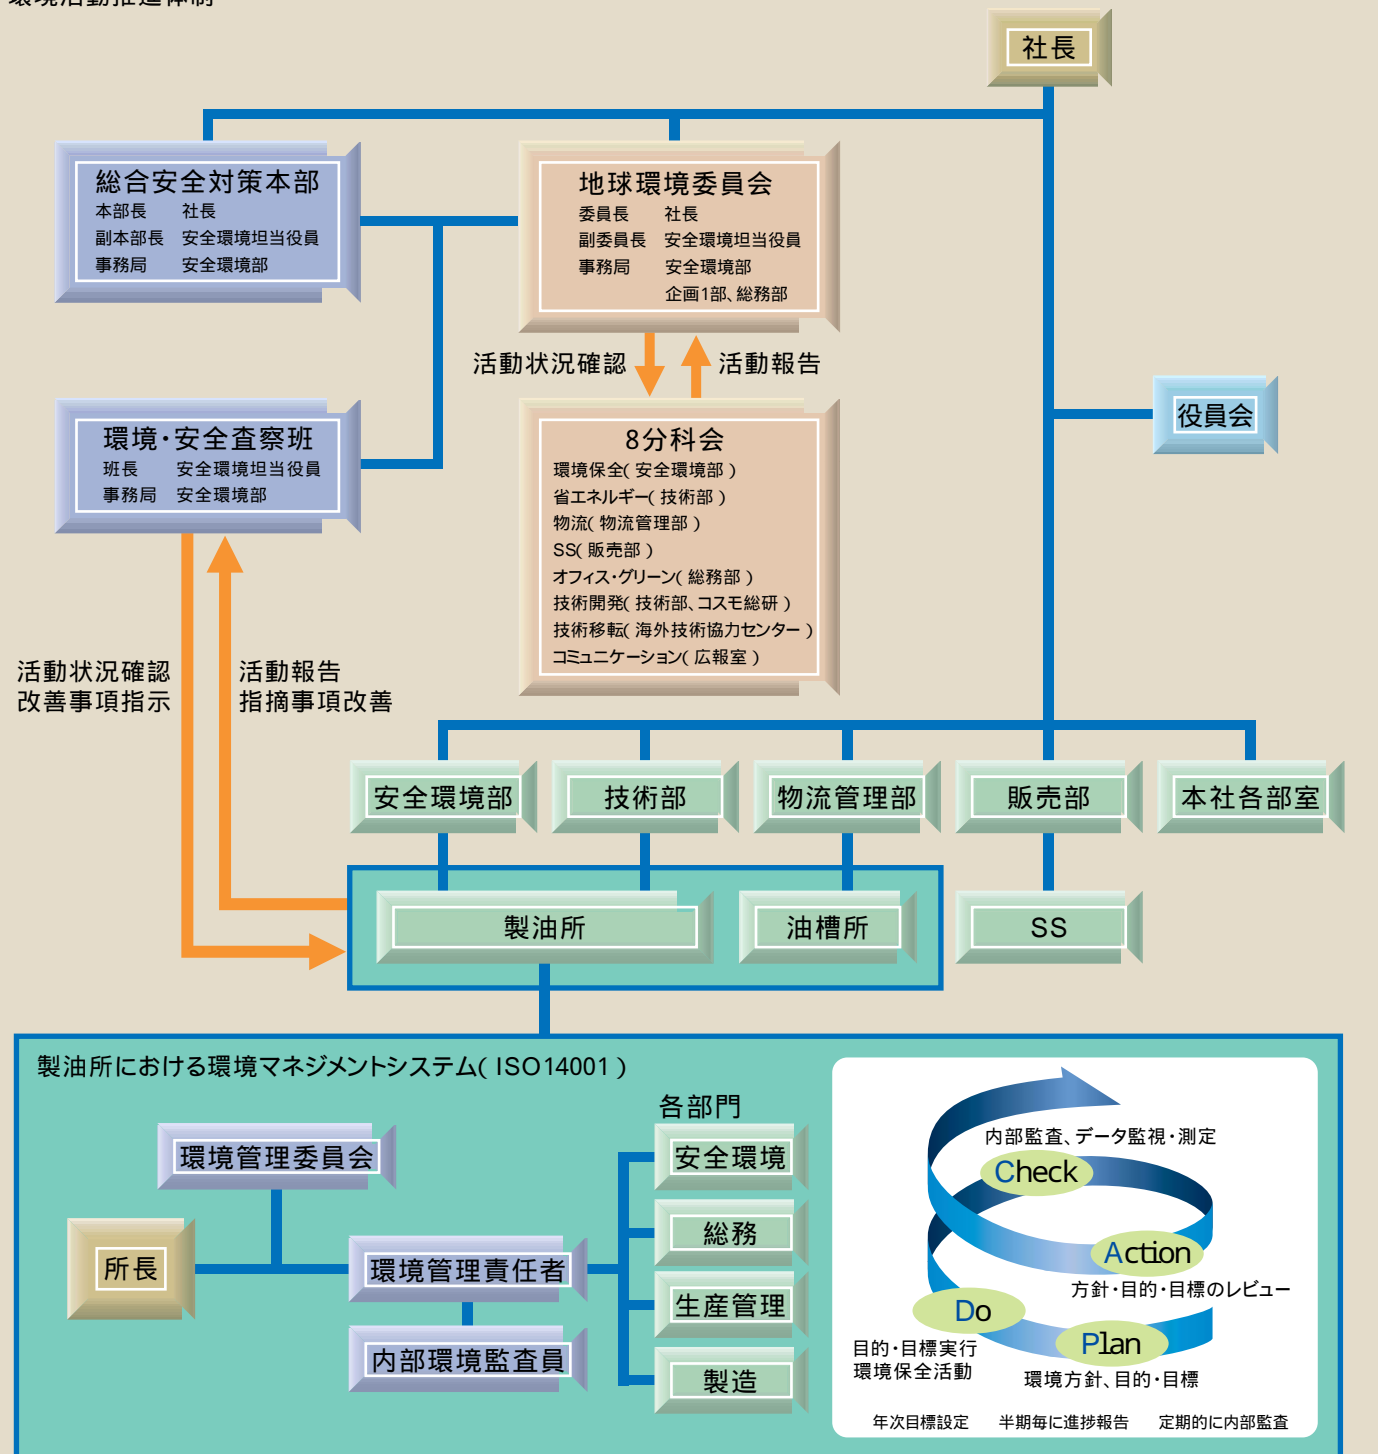 環境活動推進体制
社長
総合安全対策本部
本部長 社長
副本部長 安全環境担当役員
事務局 安全環境部
地球環境委員会
委員長 社長
副委員長 安全環境担当役員
事務局 安全環境部
企画1部、総務部
活動状況確認
活動報告
役員会
環境・安全査察班
班長 安全環境担当役員
事務局 安全環境部
8分科会
環境保全(安全環境部)
省エネルギー(技術部)
物流(物流管理部)
SS(販売部)
オフィス・グリーン(総務部)
技術開発(技術部、コスモ総研)
技術移転(海外技術協力センター)
コミュニケーション(広報室)
活動状況確認
改善事項指示
活動報告
指摘事項改善
安全環境部
技術部
物流管理部
販売部
本社各部室
製油所
油槽所
SS
製油所における環境マネジメントシステム(ISO14001)
環境管理委員会
所長
環境管理責任者
内部環境監査員
各部門
安全環境
総務
生産管理
製造
内部監査、データ監視・測定
Check
Action
方針・目的・目標のレビュー
Do
目的・目標実行
環境保全活動
Plan
環境方針、目的・目標
年次目標設定 半期毎に進捗報告 定期的に内部監査